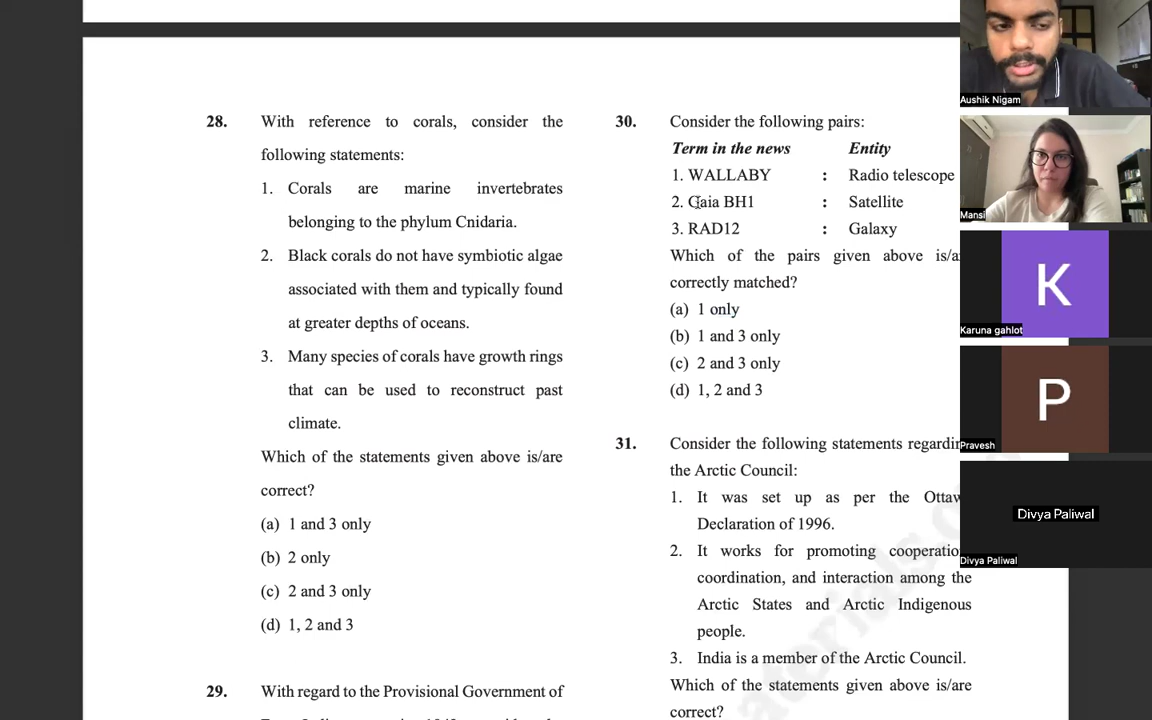 28. With reference to corals, consider the
following statements:
1. Corals are marine invertebrates
belonging to the phylum Cnidaria.
2. Black corals do not have symbiotic algae
associated with them and typically found
at greater depths of oceans.
3. Many species of corals have growth rings
that can be used to reconstruct past
climate.
Which of the statements given above is/are
correct?
(a) 1 and 3 only
(b) 2 only
(c) 2 and 3 only
(d) 1, 2 and 3
29. With regard to the Provisional Government of
30. Consider the following pairs:
Term in the news Entity
1. WALLABY : Radio telescope
2. Gaia BH1 : Satellite
3. RAD12 : Galaxy
Which of the pairs given above is/a
correctly matched?
(a) 1 only
(b) 1 and 3 only
(c) 2 and 3 only
(d) 1, 2 and 3
31. Consider the following statements regardin
the Arctic Council:
1. It was set up as per the Ottaw
Declaration of 1996.
2. It works for promoting cooperatio
coordination, and interaction among the
Arctic States and Arctic Indigenous
people.
3. India is a member of the Arctic Council.
Which of the statements given above is/are
correct?
Aushik Nigam
Mansi
K
Karuna gahlot
P
Pravesh
Divya Paliwal
Divya Paliwal